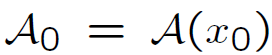 𝒜₀ = 𝒜(x₀)